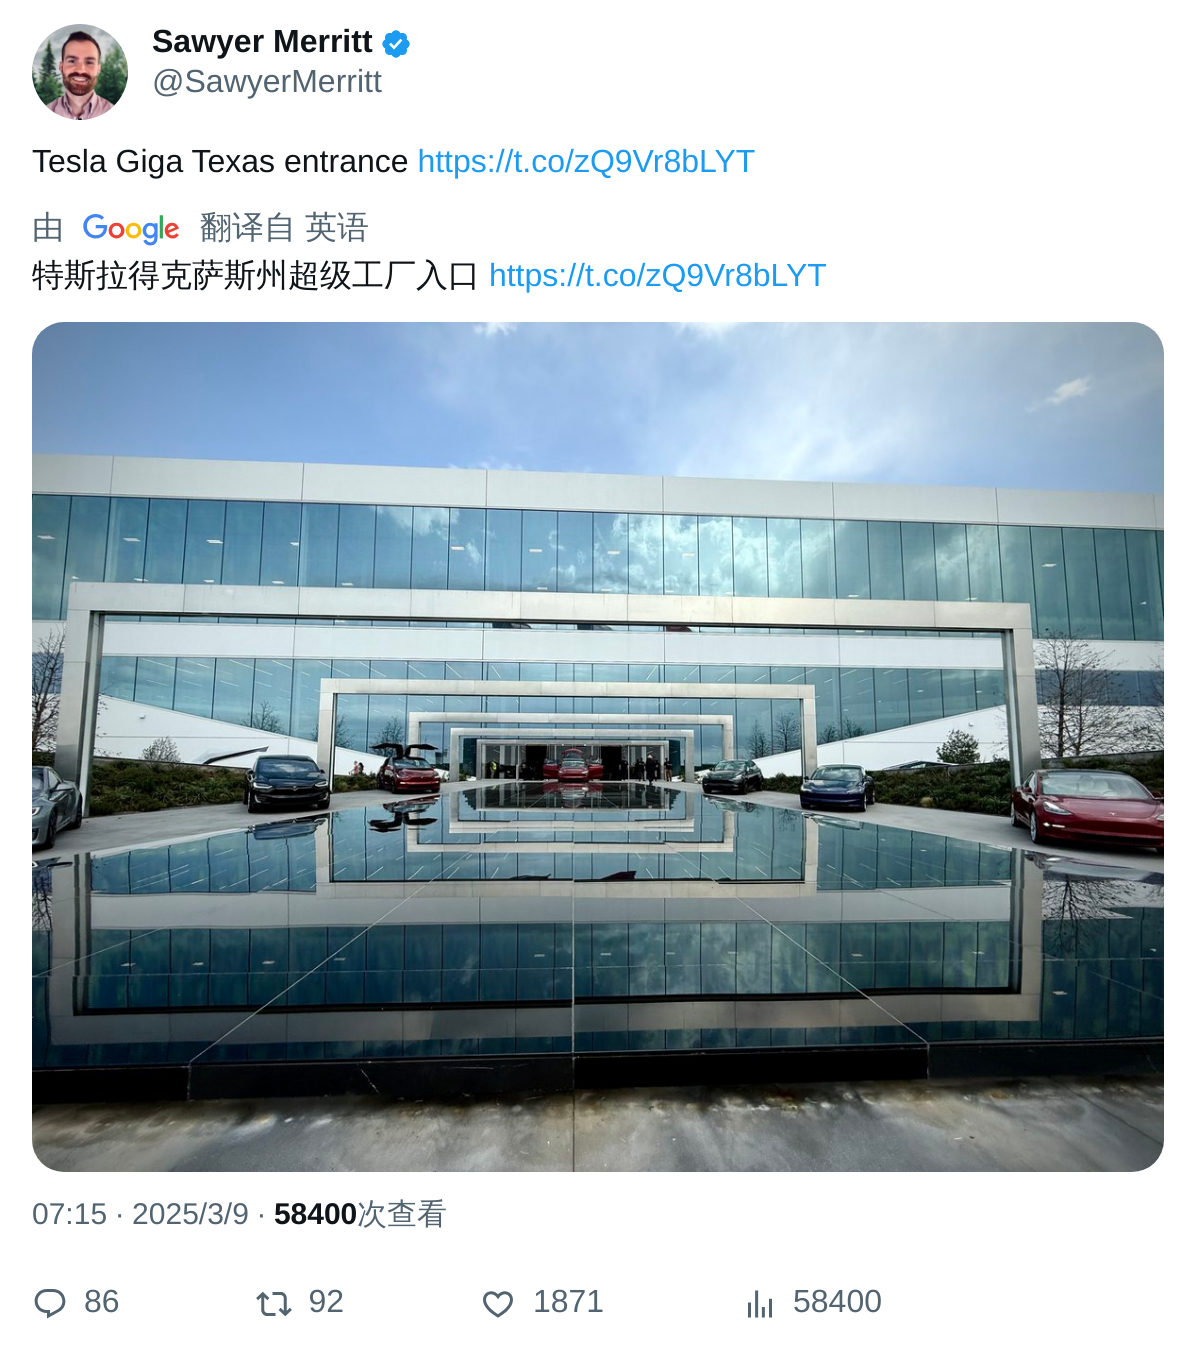 Sawyer Merritt
@SawyerMerritt
Tesla Giga Texas entrance https://t.co/zQ9Vr8bLYT
由 Google 翻译自 英语
特斯拉得克萨斯州超级工厂入口 https://t.co/zQ9Vr8bLYT
07:15 · 2025/3/9 · 58400次查看
86 92 1871 58400